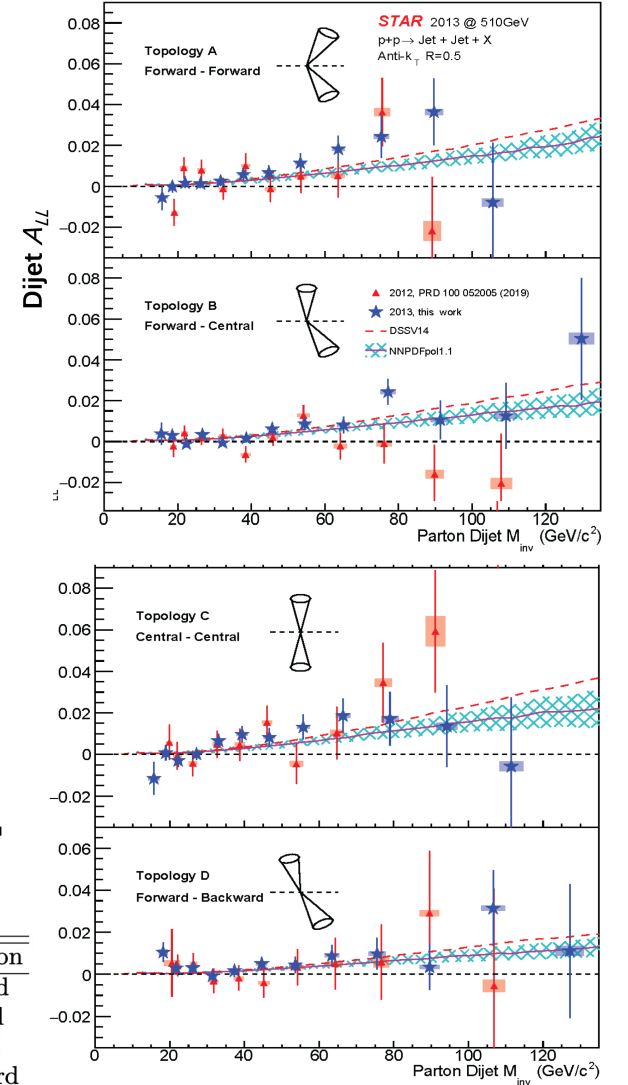 Dijet A_LL
0.08
0.06
0.04
0.02
0
−0.02
Topology A
Forward - Forward
STAR 2013 @ 510GeV
p+p→ Jet + Jet + X
Anti-k_T R=0.5
0.08
0.06
0.04
0.02
0
−0.02
LL
Topology B
Forward - Central
2012, PRD 100 052005 (2019)
2013, this work
DSSV14
NNPDFpol1.1
20 40 60 80 100 120
Parton Dijet M_inv (GeV/c²)
0.08
0.06
0.04
0.02
0
−0.02
Topology C
Central - Central
0.06
0.04
0.02
0
−0.02
Topology D
Forward - Backward
0 20 40 60 80 100 120
Parton Dijet M_inv (GeV/c²)
on
d
rd